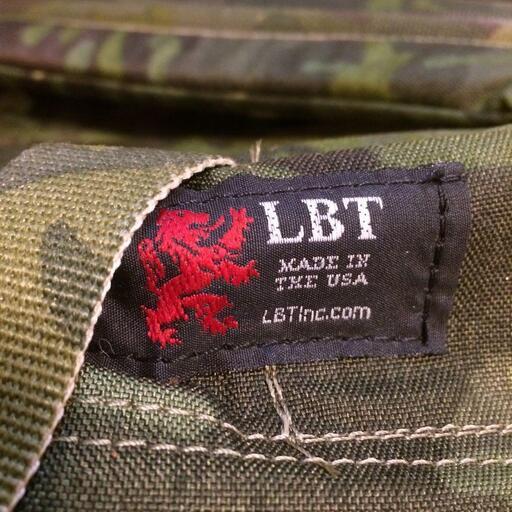 LBT
MADE IN
THE USA
LBTinc.com